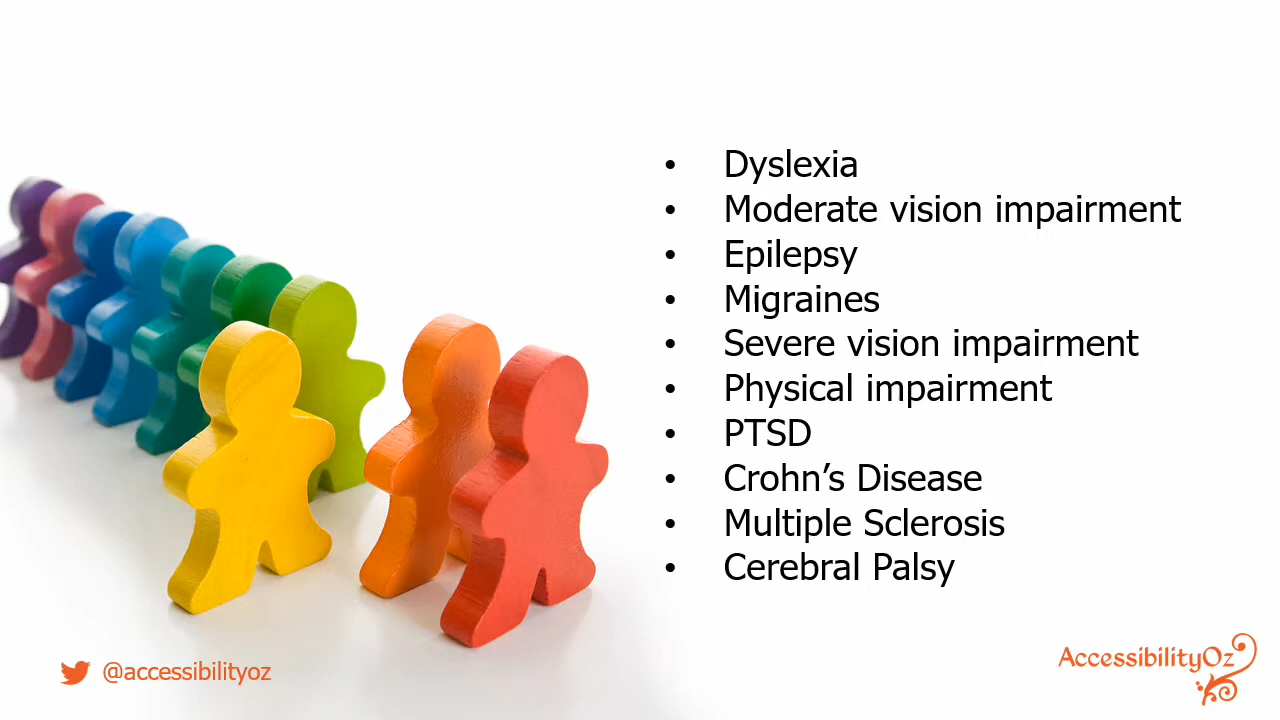 • Dyslexia
• Moderate vision impairment
• Epilepsy
• Migraines
• Severe vision impairment
• Physical impairment
• PTSD
• Crohn’s Disease
• Multiple Sclerosis
• Cerebral Palsy
@accessibilityoz
AccessibilityOz